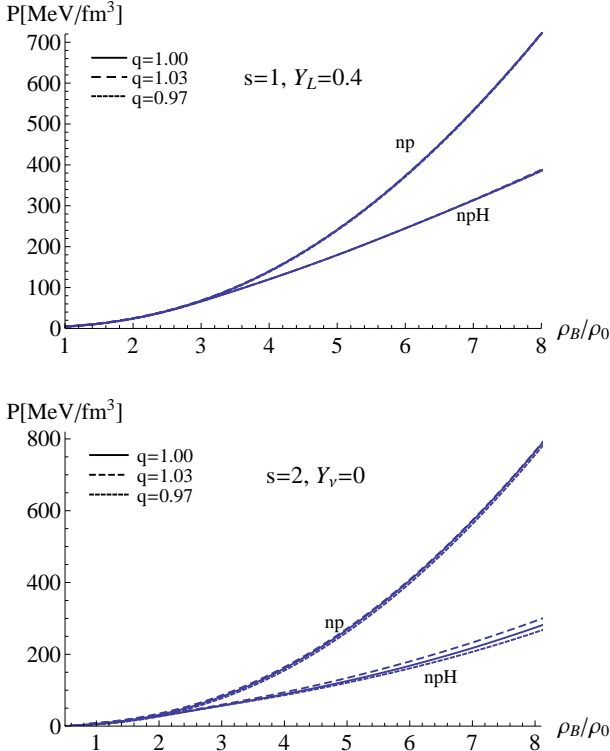 P[MeV/fm³]
700
600
500
400
300
200
100
0
q=1.00
q=1.03
q=0.97
s=1, Y_L=0.4
np
npH
1 2 3 4 5 6 7 8 ρ_B/ρ_0
P[MeV/fm³]
800
600
400
200
0
q=1.00
q=1.03
q=0.97
s=2, Y_ν=0
np
npH
1 2 3 4 5 6 7 8 ρ_B/ρ_0